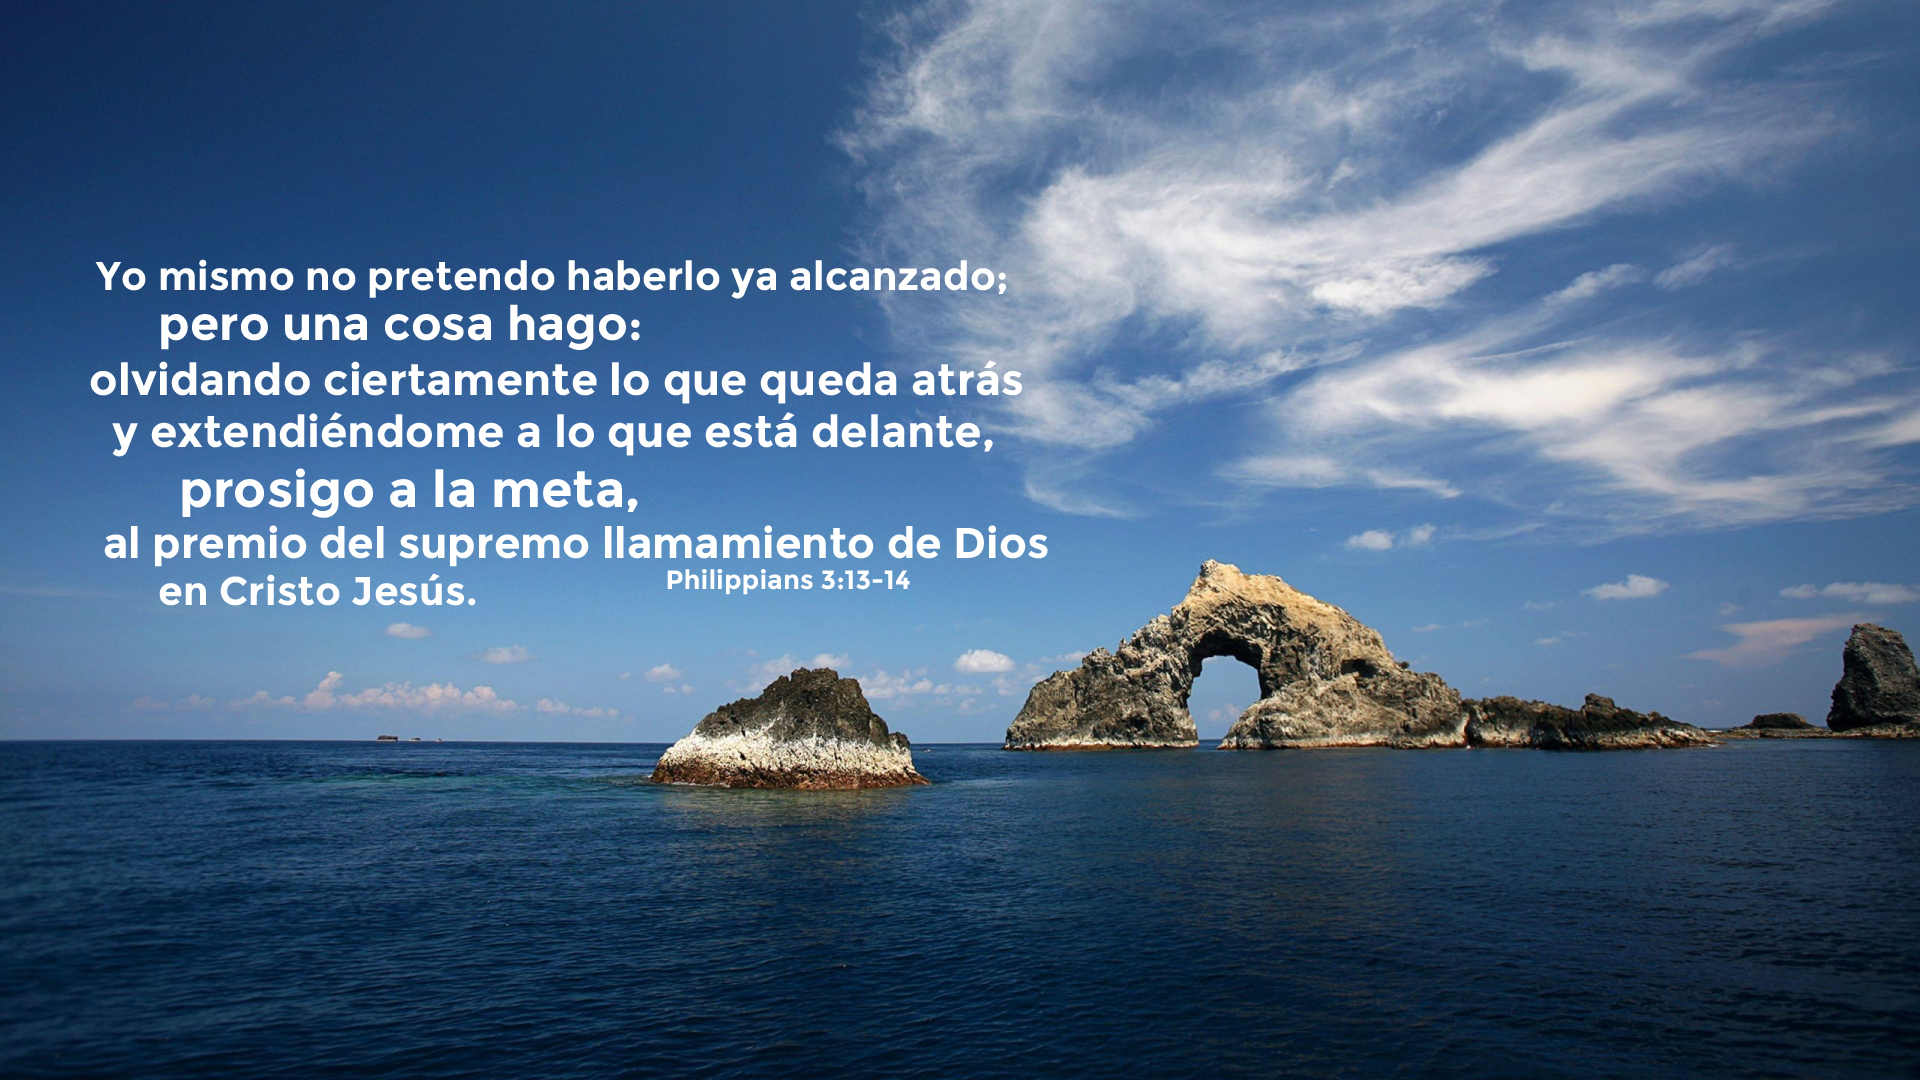 Yo mismo no pretendo haberlo ya alcanzado;
pero una cosa hago:
olvidando ciertamente lo que queda atrás
y extendiéndome a lo que está delante,
prosigo a la meta,
al premio del supremo llamamiento de Dios
en Cristo Jesús.
Philippians 3:13-14